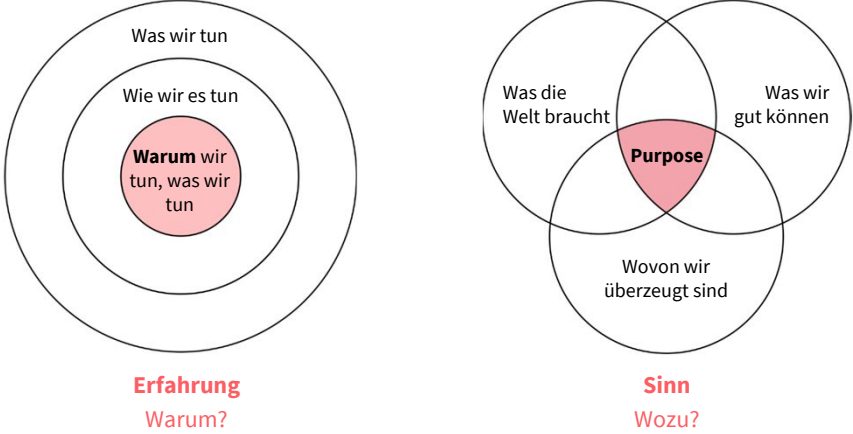 Was wir tun
Wie wir es tun
Warum wir
tun, was wir
tun
Erfahrung
Warum?
Was die
Welt braucht
Was wir
gut können
Purpose
Wovon wir
überzeugt sind
Sinn
Wozu?